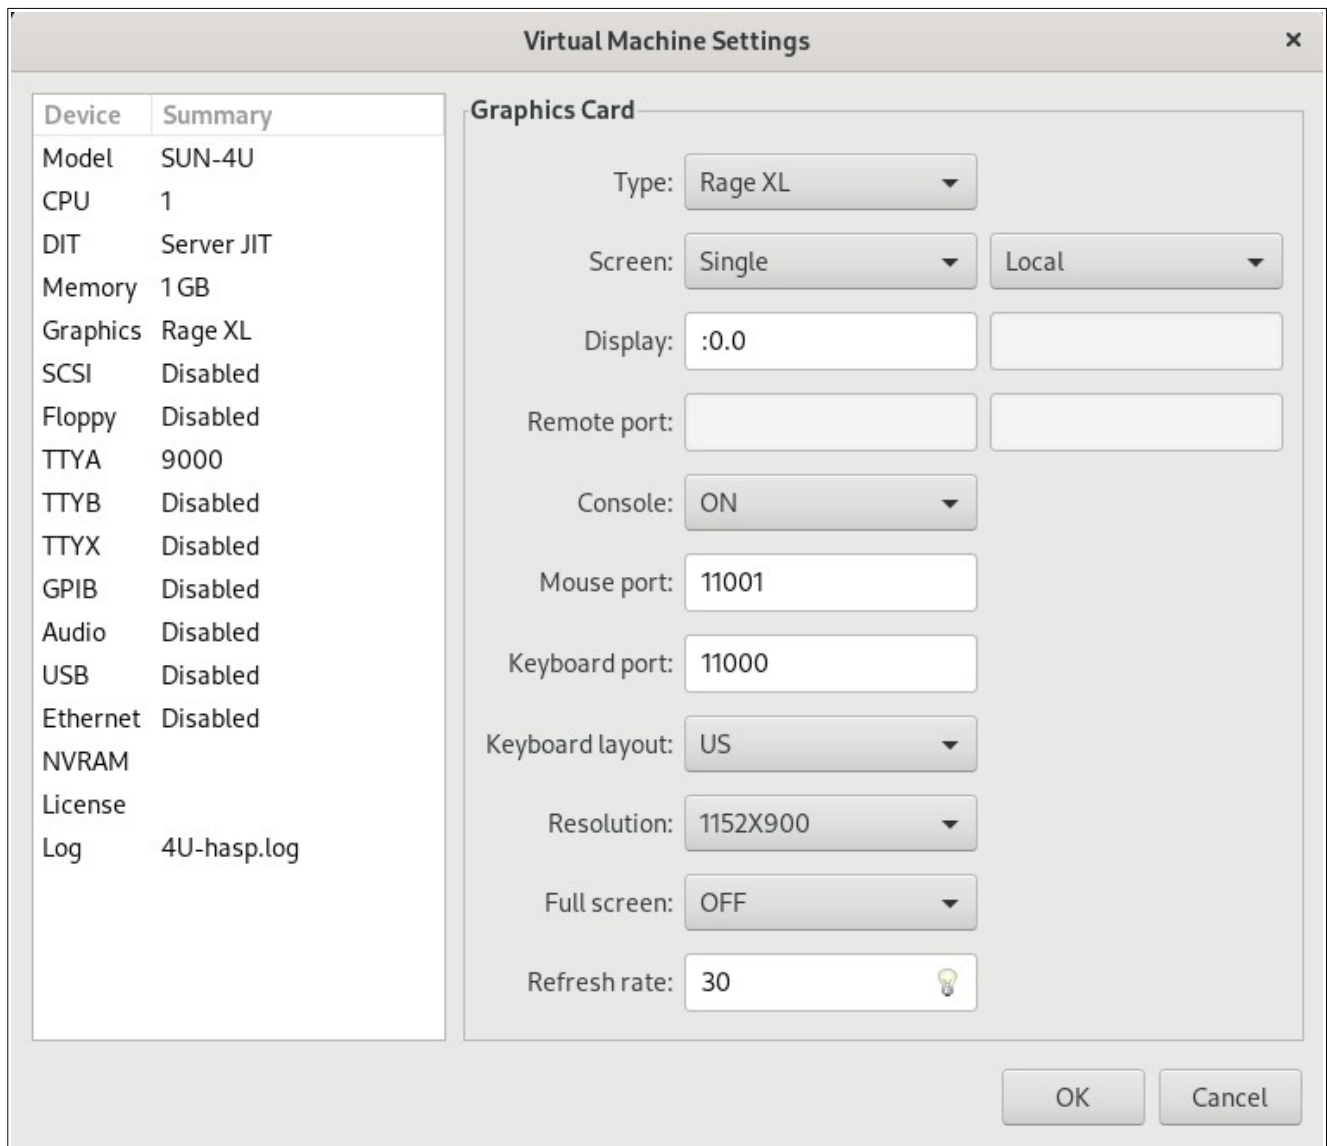 Virtual Machine Settings ×
Device Summary
Model SUN-4U
CPU 1
DIT Server JIT
Memory 1 GB
Graphics Rage XL
SCSI Disabled
Floppy Disabled
TTYA 9000
TTYB Disabled
TTYX Disabled
GPIB Disabled
Audio Disabled
USB Disabled
Ethernet Disabled
NVRAM
License
Log 4U-hasp.log
Graphics Card
Type: Rage XL
Screen: Single Local
Display: :0.0
Remote port:
Console: ON
Mouse port: 11001
Keyboard port: 11000
Keyboard layout: US
Resolution: 1152X900
Full screen: OFF
Refresh rate: 30
OK Cancel